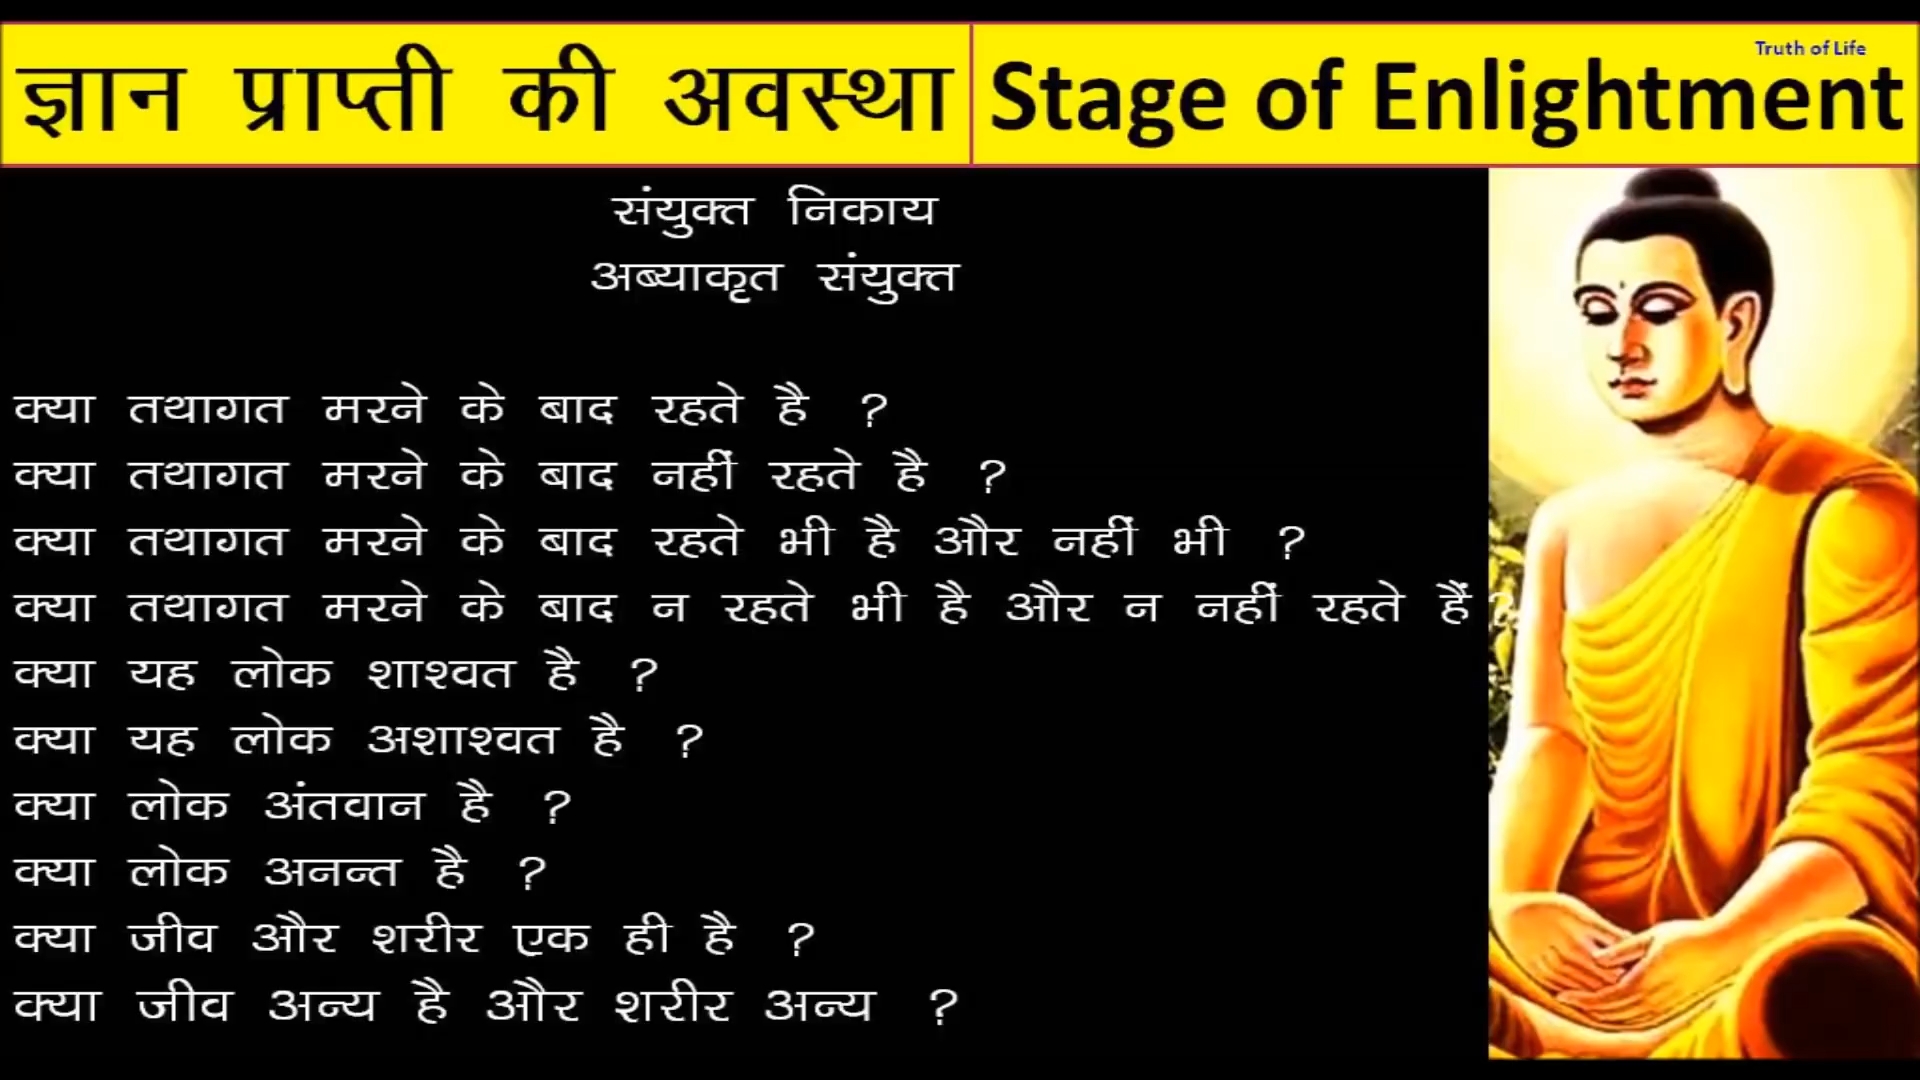 ज्ञान प्राप्ती की अवस्था
Truth of Life
Stage of Enlightment
संयुक्त निकाय
अब्याकृत संयुक्त
क्या तथागत मरने के बाद रहते है ?
क्या तथागत मरने के बाद नहीं रहते है ?
क्या तथागत मरने के बाद रहते भी है और नहीं भी ?
क्या तथागत मरने के बाद न रहते भी है और न नहीं रहते हैं ?
क्या यह लोक शाश्वत है ?
क्या यह लोक अशाश्वत है ?
क्या लोक अंतवान है ?
क्या लोक अनन्त है ?
क्या जीव और शरीर एक ही है ?
क्या जीव अन्य है और शरीर अन्य ?